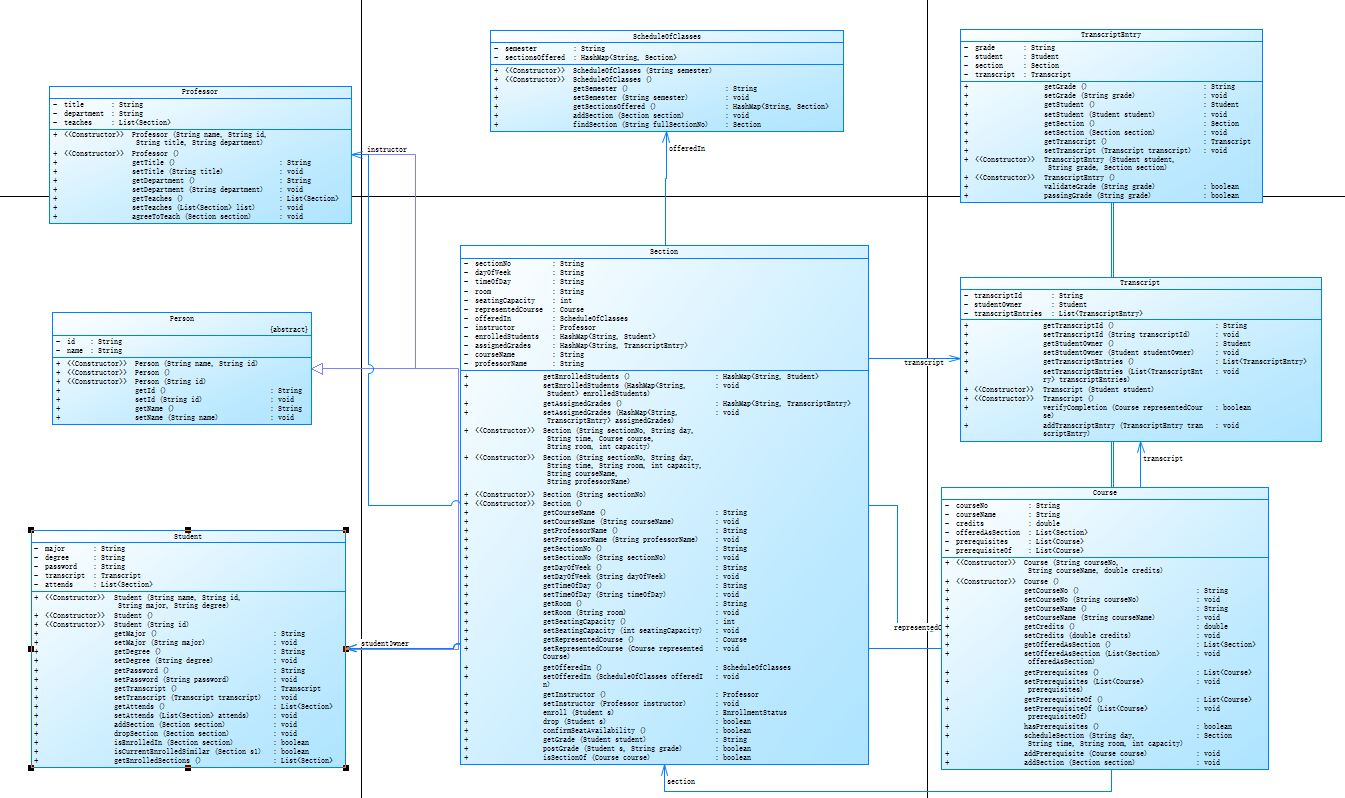 ScheduleOfClasses
- semester : String
- sectionsOffered : HashMap<String, Section>
+ <<Constructor>> ScheduleOfClasses (String semester)
+ <<Constructor>> ScheduleOfClasses ()
+ getSemester () : String
+ setSemester (String semester) : void
+ getSectionsOffered () : HashMap<String, Section>
+ addSection (Section section) : void
+ findSection (String fullSectionNo) : Section
TranscriptEntry
- grade : String
- student : Student
- section : Section
- transcript : Transcript
+ getGrade () : String
+ setGrade (String grade) : void
+ getStudent () : Student
+ setStudent (Student student) : void
+ getSection () : Section
+ setSection (Section section) : void
+ getTranscript () : Transcript
+ setTranscript (Transcript transcript) : void
+ <<Constructor>> TranscriptEntry (Student student,
String grade, Section section)
+ <<Constructor>> TranscriptEntry ()
+ validateGrade (String grade) : boolean
+ passingGrade (String grade) : boolean
Professor
- title : String
- department : String
- teaches : List<Section>
+ <<Constructor>> Professor (String name, String id,
String title, String department)
+ <<Constructor>> Professor ()
+ getTitle () : String
+ setTitle (String title) : void
+ getDepartment () : String
+ setDepartment (String department) : void
+ getTeaches () : List<Section>
+ setTeaches (List<Section> list) : void
+ agreeToTeach (Section section) : void
instructor
offeredIn
Section
- sectionNo : String
- dayOfWeek : String
- timeOfDay : String
- room : String
- seatingCapacity : int
- representedCourse : Course
- offeredIn : ScheduleOfClasses
- instructor : Professor
- enrolledStudents : HashMap<String, Student>
- assignedGrades : HashMap<String, TranscriptEntry>
- courseName : String
- professorName : String
+ getEnrolledStudents () : HashMap<String, Student>
+ setEnrolledStudents (HashMap<String, : void
Student> enrolledStudents)
+ getAssignedGrades () : HashMap<String, TranscriptEntry>
+ setAssignedGrades (HashMap<String, : void
TranscriptEntry> assignedGrades)
+ <<Constructor>> Section (String sectionNo, String day,
String time, Course course,
String room, int capacity)
+ <<Constructor>> Section (String sectionNo, String day,
String time, String room, int capacity,
String courseName,
String professorName)
+ <<Constructor>> Section (String sectionNo)
+ <<Constructor>> Section ()
+ getCourseName () : String
+ setCourseName (String courseName) : void
+ getProfessorName () : String
+ setProfessorName (String professorName) : void
+ getSectionNo () : String
+ setSectionNo (String sectionNo) : void
+ getDayOfWeek () : String
+ setDayOfWeek (String dayOfWeek) : void
+ getTimeOfDay () : String
+ setTimeOfDay (String timeOfDay) : void
+ getRoom () : String
+ setRoom (String room) : void
+ getSeatingCapacity () : int
+ setSeatingCapacity (int seatingCapacity) : void
+ getRepresentedCourse () : Course
+ setRepresentedCourse (Course represented : void
Course)
+ getOfferedIn () : ScheduleOfClasses
+ setOfferedIn (ScheduleOfClasses offeredI : void
n)
+ getInstructor () : Professor
+ setInstructor (Professor instructor) : void
+ enroll (Student s) : EnrollmentStatus
+ drop (Student s) : boolean
+ confirmSeatAvailability () : boolean
+ getGrade (Student student) : String
+ postGrade (Student s, String grade) : boolean
+ isSectionOf (Course course) : boolean
Transcript
- transcriptId : String
- studentOwner : Student
- transcriptEntries : List<TranscriptEntry>
+ getTranscriptId () : String
+ setTranscriptId (String transcriptId) : void
+ getStudentOwner () : Student
+ setStudentOwner (Student studentOwner) : void
+ getTranscriptEntries () : List<TranscriptEntry>
+ setTranscriptEntries (List<TranscriptEnt : void
ry> transcriptEntries)
+ <<Constructor>> Transcript (Student student)
+ <<Constructor>> Transcript ()
+ verifyCompletion (Course representedCour : boolean
se)
+ addTranscriptEntry (TranscriptEntry tran : void
scriptEntry)
Person
{abstract}
- id : String
- name : String
+ <<Constructor>> Person (String name, String id)
+ <<Constructor>> Person ()
+ <<Constructor>> Person (String id)
+ getId () : String
+ setId (String id) : void
+ getName () : String
+ setName (String name) : void
transcript
transcript
Course
- courseNo : String
- courseName : String
- credits : double
- offeredAsSection : List<Section>
- prerequisites : List<Course>
- prerequisiteOf : List<Course>
+ <<Constructor>> Course (String courseNo,
String courseName, double credits)
+ <<Constructor>> Course ()
+ getCourseNo () : String
+ setCourseNo (String courseNo) : void
+ getCourseName () : String
+ setCourseName (String courseName) : void
+ getCredits () : double
+ setCredits (double credits) : void
+ getOfferedAsSection () : List<Section>
+ setOfferedAsSection (List<Section> : void
offeredAsSection)
+ getPrerequisites () : List<Course>
+ setPrerequisites (List<Course> : void
prerequisites)
+ getPrerequisiteOf () : List<Course>
+ setPrerequisiteOf (List<Course> : void
prerequisiteOf)
+ hasPrerequisites () : boolean
+ scheduleSection (String day, : Section
String time, String room, int capacity)
+ addPrerequisite (Course course) : void
+ addSection (Section section) : void
Student
- major : String
- degree : String
- password : String
- transcript : Transcript
- attends : List<Section>
+ <<Constructor>> Student (String name, String id,
String major, String degree)
+ <<Constructor>> Student ()
+ <<Constructor>> Student (String id)
+ getMajor () : String
+ setMajor (String major) : void
+ getDegree () : String
+ setDegree (String degree) : void
+ getPassword () : String
+ setPassword (String password) : void
+ getTranscript () : Transcript
+ setTranscript (Transcript transcript) : void
+ getAttends () : List<Section>
+ setAttends (List<Section> attends) : void
+ addSection (Section section) : void
+ dropSection (Section section) : void
+ isEnrolledIn (Section section) : boolean
+ isCurrentEnrolledSimilar (Section s1) : boolean
+ getEnrolledSections () : List<Section>
studentOwner
representedC
section